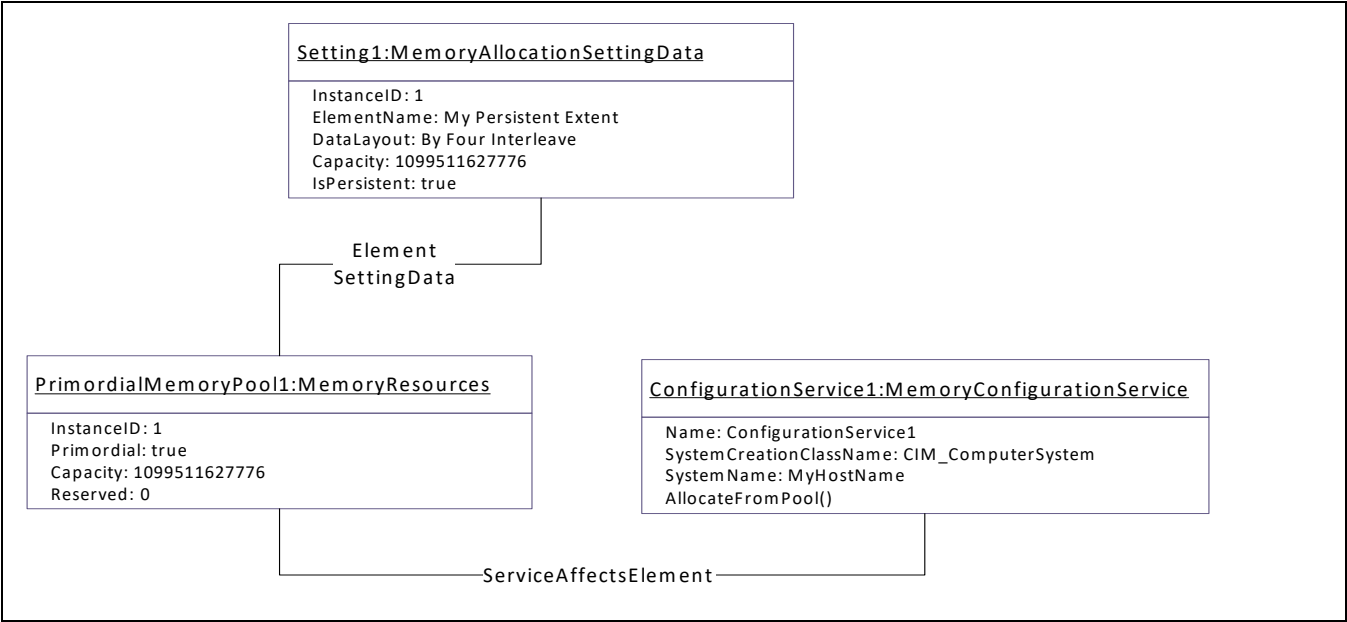 Setting1:MemoryAllocationSettingData
InstanceID: 1
ElementName: My Persistent Extent
DataLayout: By Four Interleave
Capacity: 1099511627776
IsPersistent: true
Element
SettingData
PrimordialMemoryPool1:MemoryResources
InstanceID: 1
Primordial: true
Capacity: 1099511627776
Reserved: 0
ConfigurationService1:MemoryConfigurationService
Name: ConfigurationService1
SystemCreationClassName: CIM_ComputerSystem
SystemName: MyHostName
AllocateFromPool()
ServiceAffectsElement